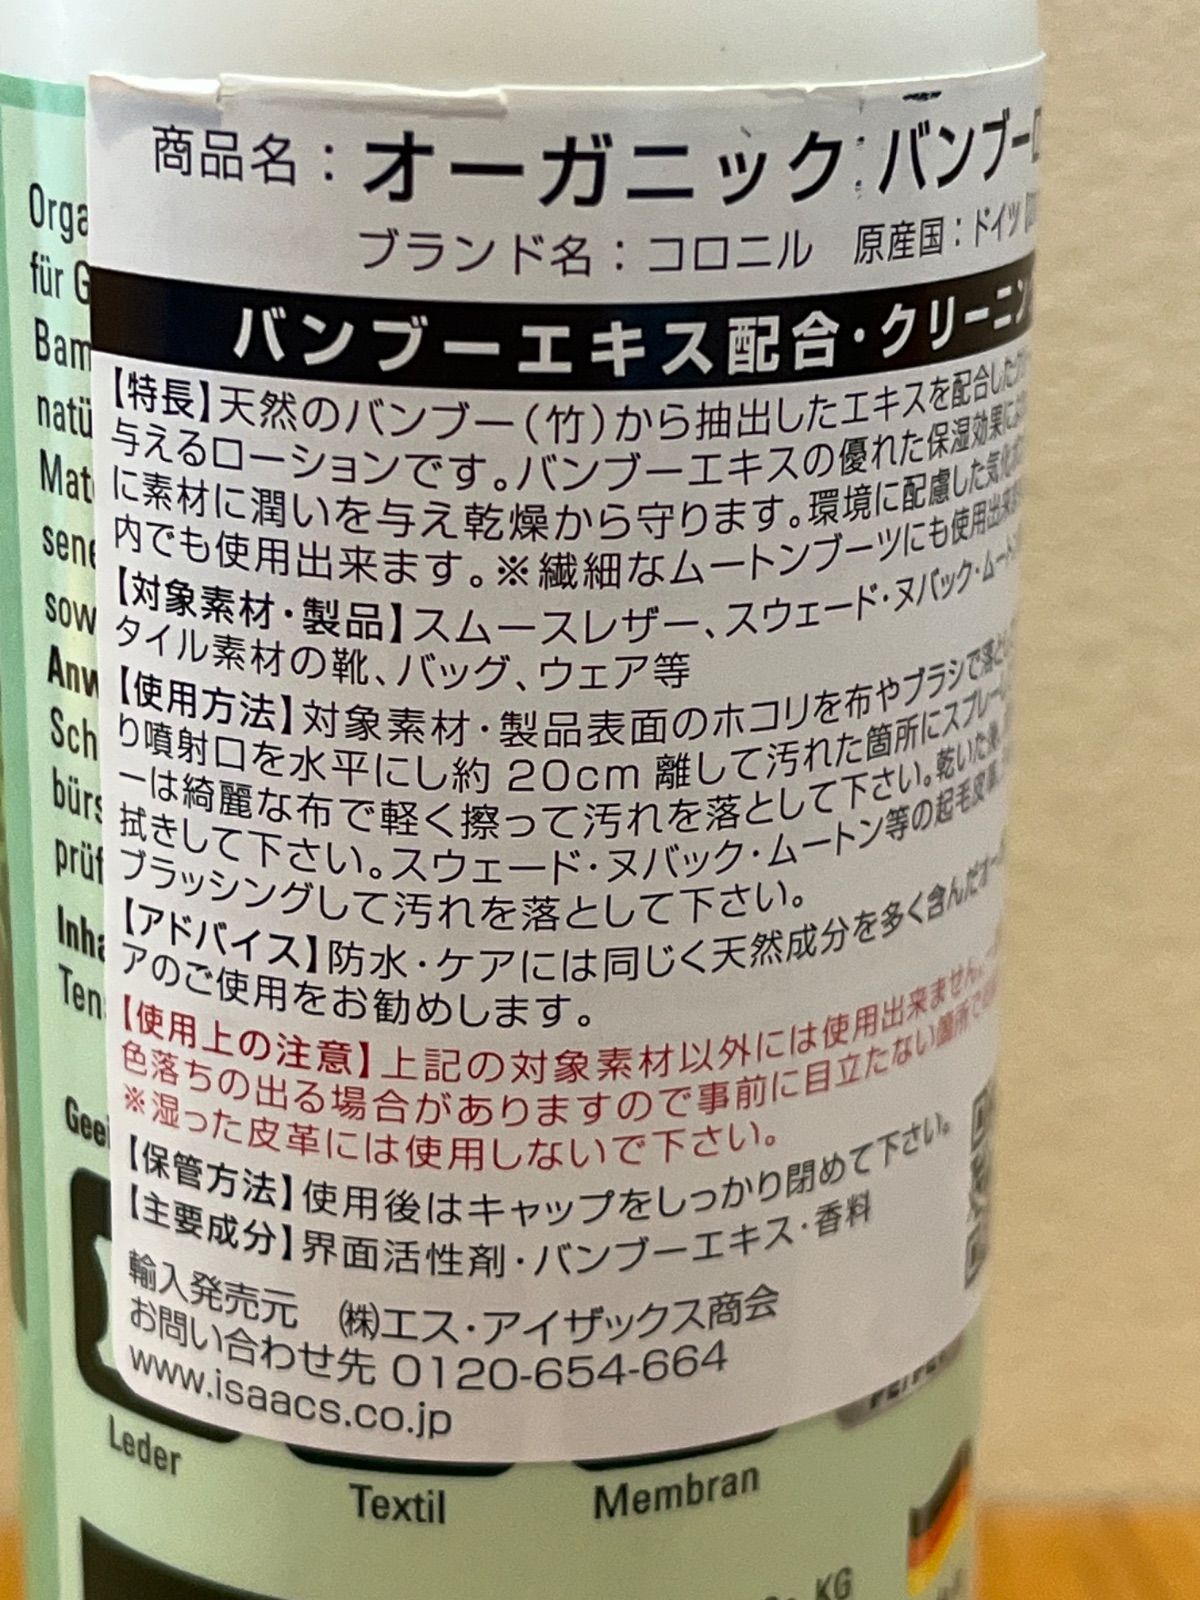 商品名：オーガニック バンブーロ
ブランド名：コロニル　原産国：ドイツ
バンブーエキス配合・クリーニン
【特長】天然のバンブー（竹）から抽出したエキスを配合した
与えるローションです。バンブーエキスの優れた保湿効果に
に素材に潤いを与え乾燥から守ります。環境に配慮した気化
内でも使用出来ます。※繊細なムートンブーツにも使用出来
【対象素材・製品】スムースレザー、スウェード・ヌバック・ムートン
タイル素材の靴、バッグ、ウェア等
【使用方法】対象素材・製品表面のホコリを布やブラシで落とし
り噴射口を水平にし約 20cm 離して汚れた箇所にスプレー
ーは綺麗な布で軽く擦って汚れを落として下さい。乾いた後、
拭きして下さい。スウェード・ヌバック・ムートン等の起毛皮革
ブラッシングして汚れを落として下さい。
【アドバイス】防水・ケアには同じく天然成分を多く含んだオー
アのご使用をお勧めします。
【使用上の注意】上記の対象素材以外には使用出来ません。
色落ちの出る場合がありますので事前に目立たない箇所で
※湿った皮革には使用しないで下さい。
【保管方法】使用後はキャップをしっかり閉めて下さい。
【主要成分】界面活性剤・バンブーエキス・香料
輸入発売元　㈱エス・アイザックス商会
お問い合わせ先 0120-654-664
www.isaacs.co.jp
Orga
für G
Bam
natü
Mat
sene
sow
Anw
Sch
bürs
prüf
Inha
Ten
Gee
Leder
Textil
Membran
KG